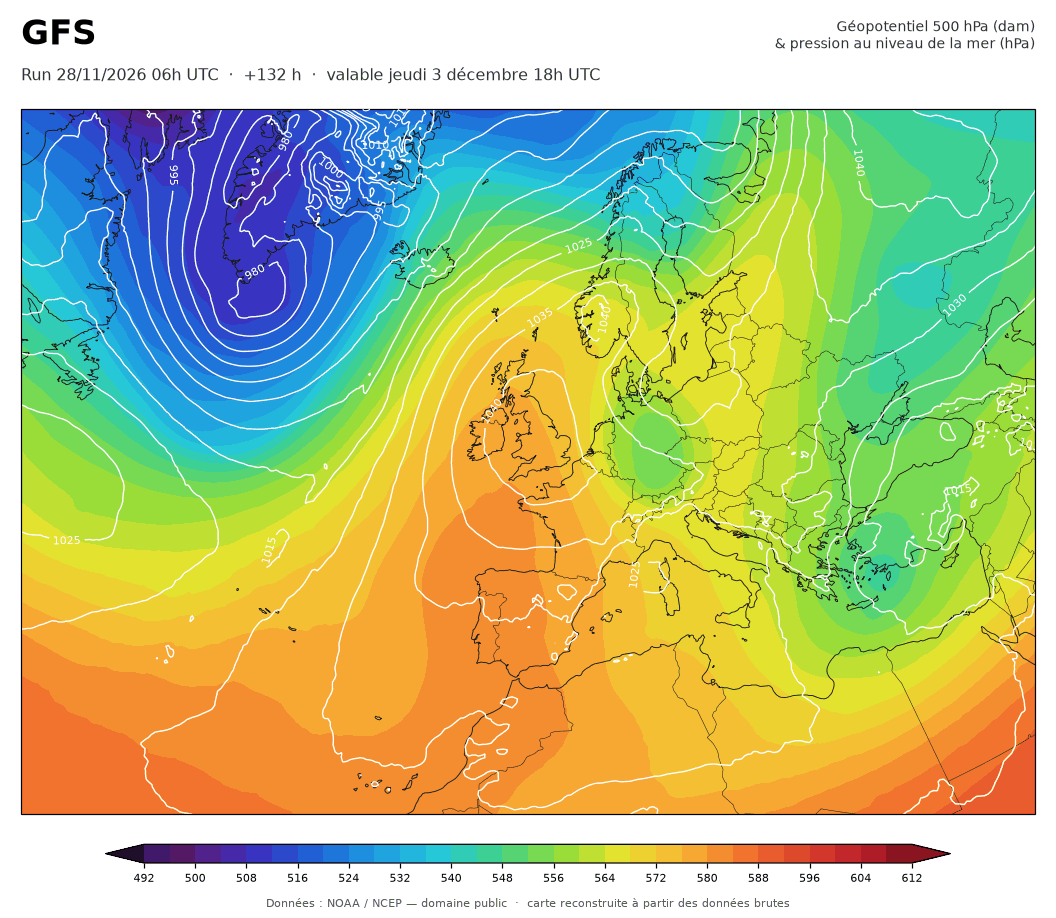 GFS
Géopotentiel 500 hPa (dam)
& pression au niveau de la mer (hPa)
Run 28/11/2026 06h UTC · +132 h · valable jeudi 3 décembre 18h UTC
1010
1040
995
1000
995
980
1025
1030
1035
1040
1040
1015
1025
1015
1025
492 500 508 516 524 532 540 548 556 564 572 580 588 596 604 612
Données : NOAA / NCEP — domaine public · carte reconstruite à partir des données brutes